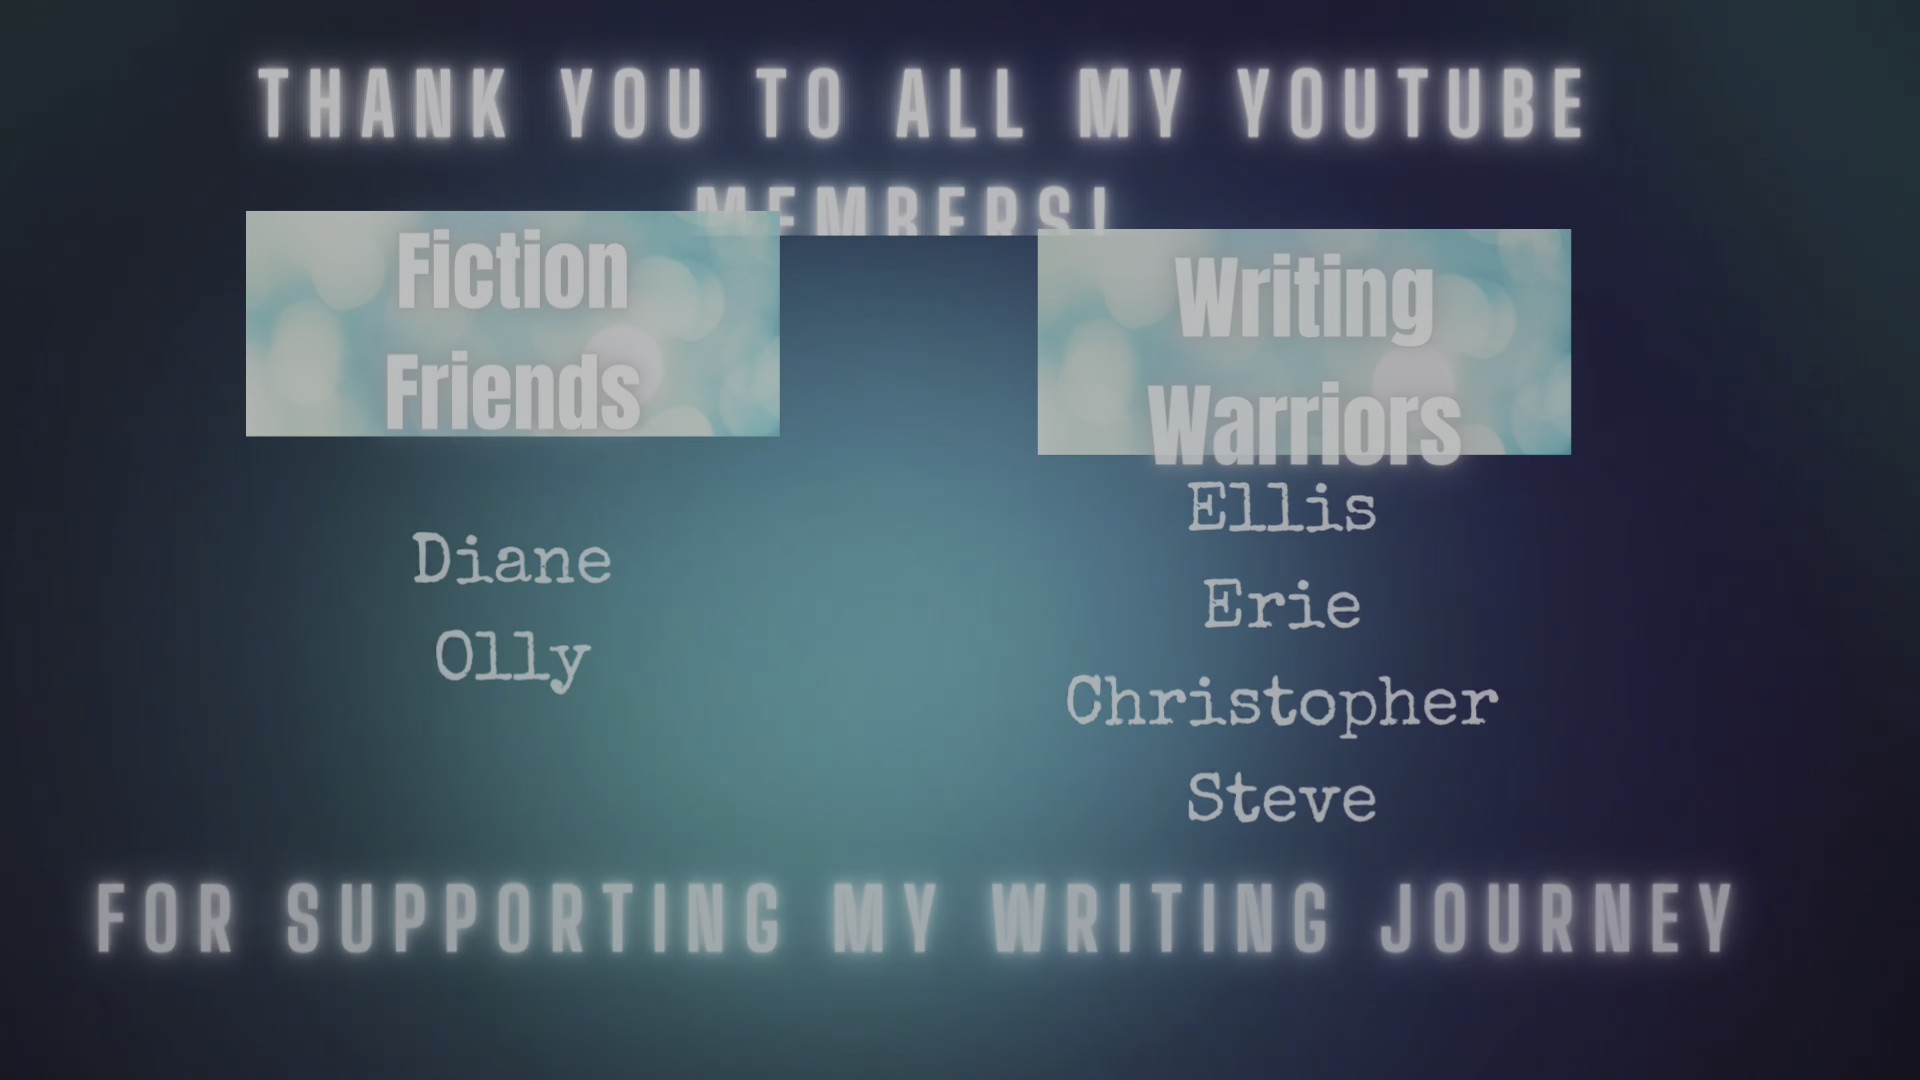 THANK YOU TO ALL MY YOUTUBE
MEMBERS!
Fiction
Friends
Diane
Olly
Writing
Warriors
Ellis
Erie
Christopher
Steve
FOR SUPPORTING MY WRITING JOURNEY